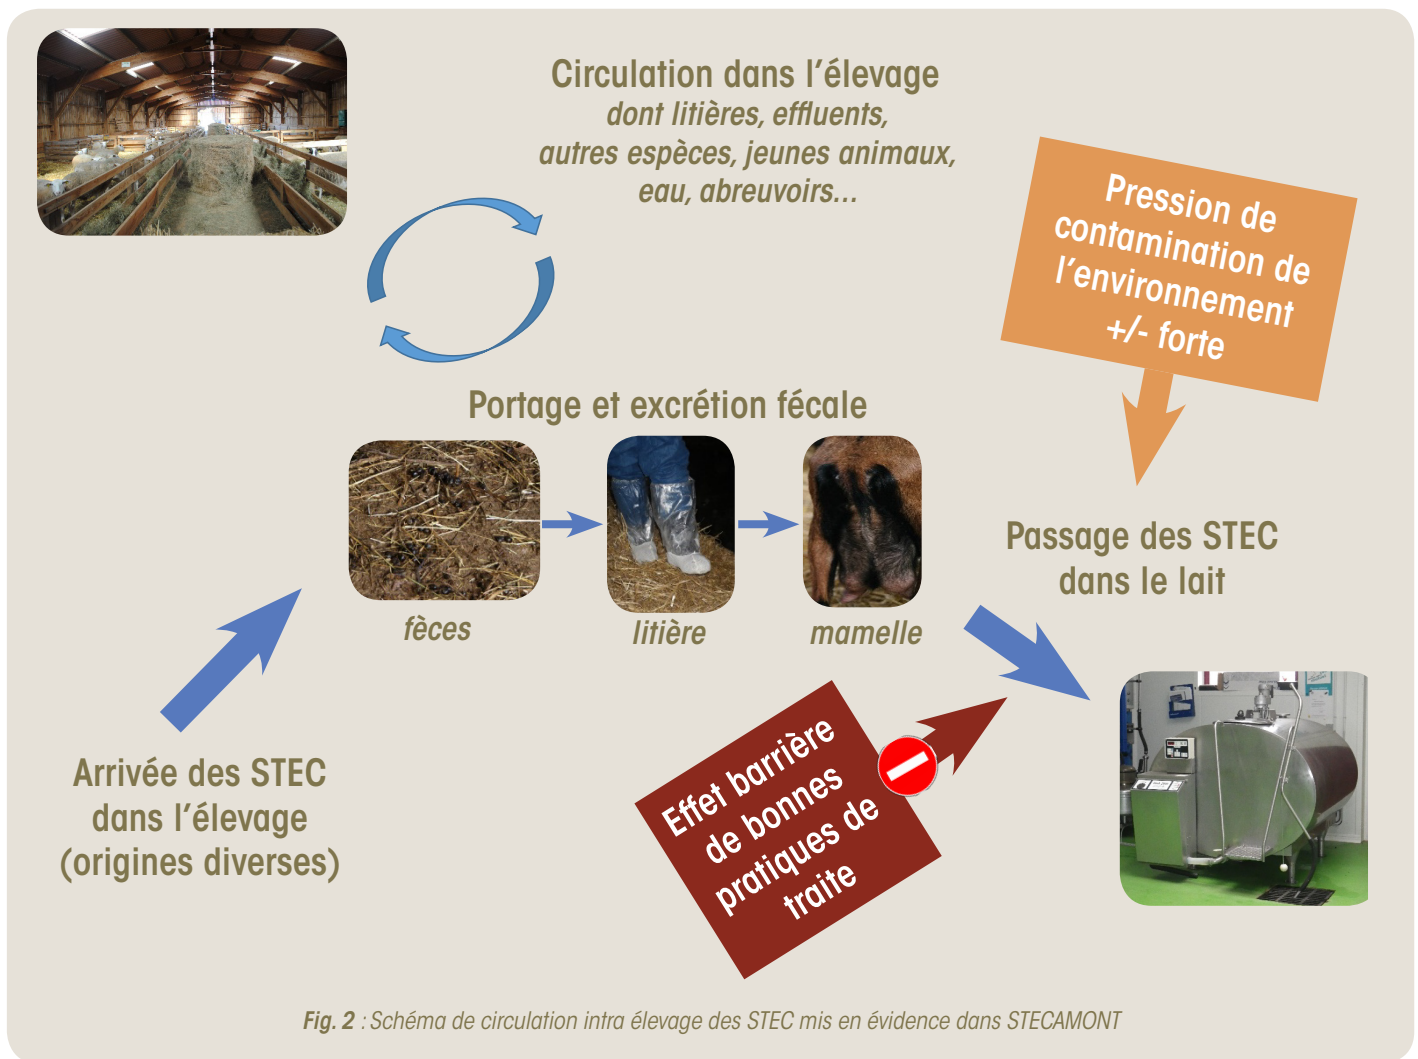 Circulation dans l'élevage
dont litières, effluents,
autres espèces, jeunes animaux,
eau, abreuvoirs...
Pression de
contamination de
l'environnement
+/- forte
Portage et excrétion fécale
fèces
litière
mamelle
Passage des STEC
dans le lait
Arrivée des STEC
dans l'élevage
(origines diverses)
Effet barrière
de bonnes
pratiques de
traite
Fig. 2 : Schéma de circulation intra élevage des STEC mis en évidence dans STECAMONT